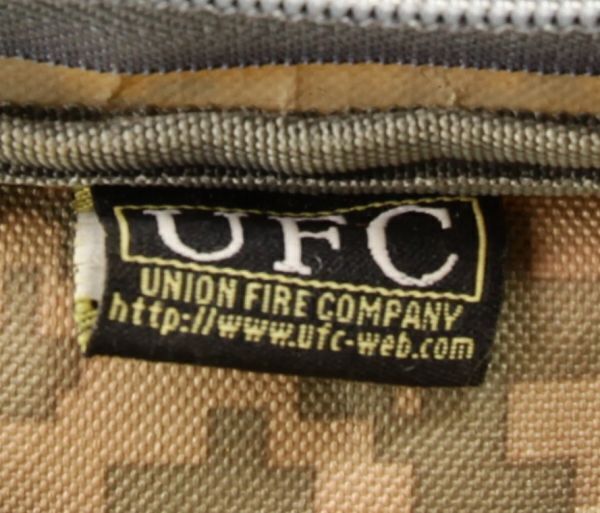 UFC
UNION FIRE COMPANY
http://www.ufc-web.com